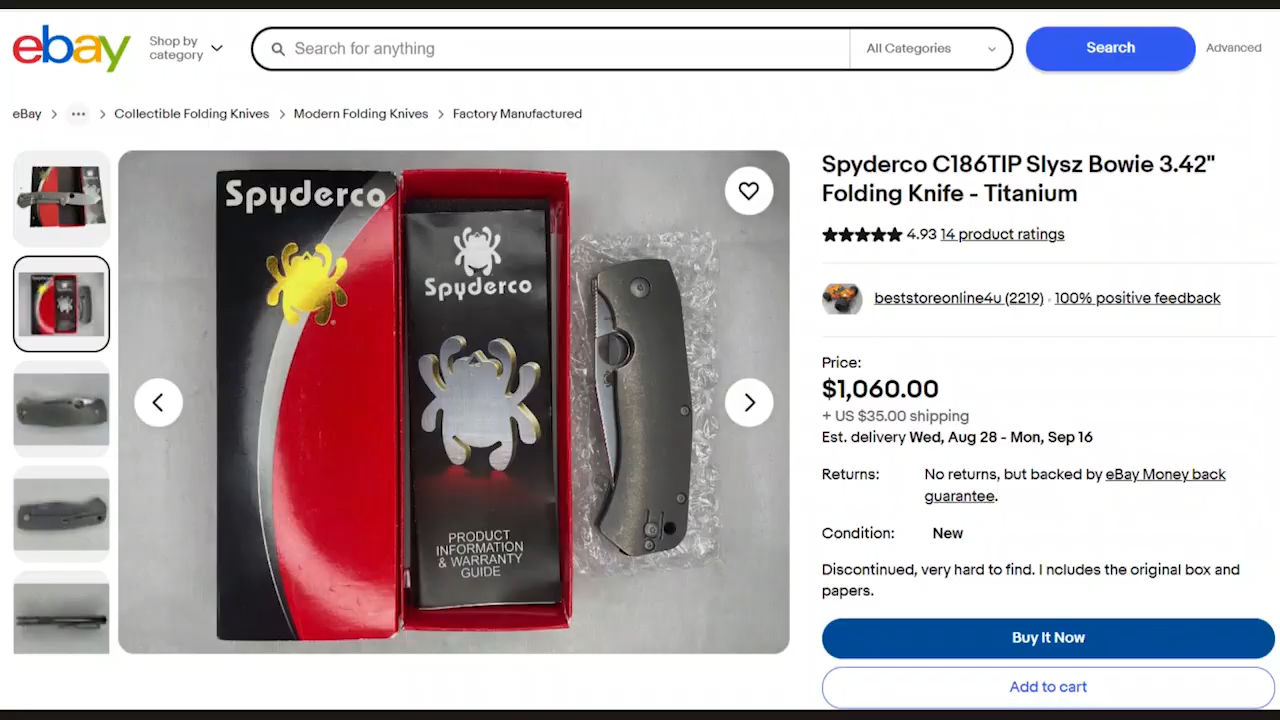 ebay
Shop by
category
Search for anything
All Categories
Search
Advanced
eBay
Collectible Folding Knives
Modern Folding Knives
Factory Manufactured
Spyderco
Spyderco
PRODUCT
INFORMATION
& WARRANTY
GUIDE
Spyderco C186TIP Slysz Bowie 3.42"
Folding Knife - Titanium
4.93 14 product ratings
beststoreonline4u (2219) · 100% positive feedback
Price:
$1,060.00
+ US $35.00 shipping
Est. delivery Wed, Aug 28 - Mon, Sep 16
Returns:
No returns, but backed by eBay Money back
guarantee.
Condition:
New
Discontinued, very hard to find. I ncludes the original box and
papers.
Buy It Now
Add to cart